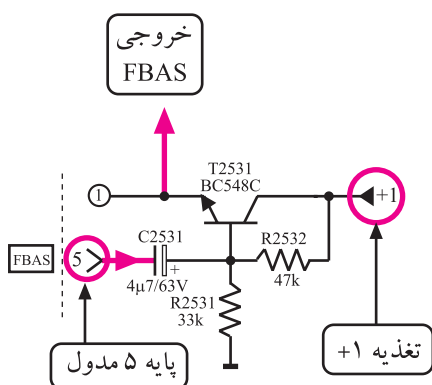 خروجی
FBAS
T2531
BC548C
1
+1
C2531
FBAS
5
+
4µ7/63V
R2532
47k
R2531
33k
پایه ۵ مدول
تغذیه ۱+